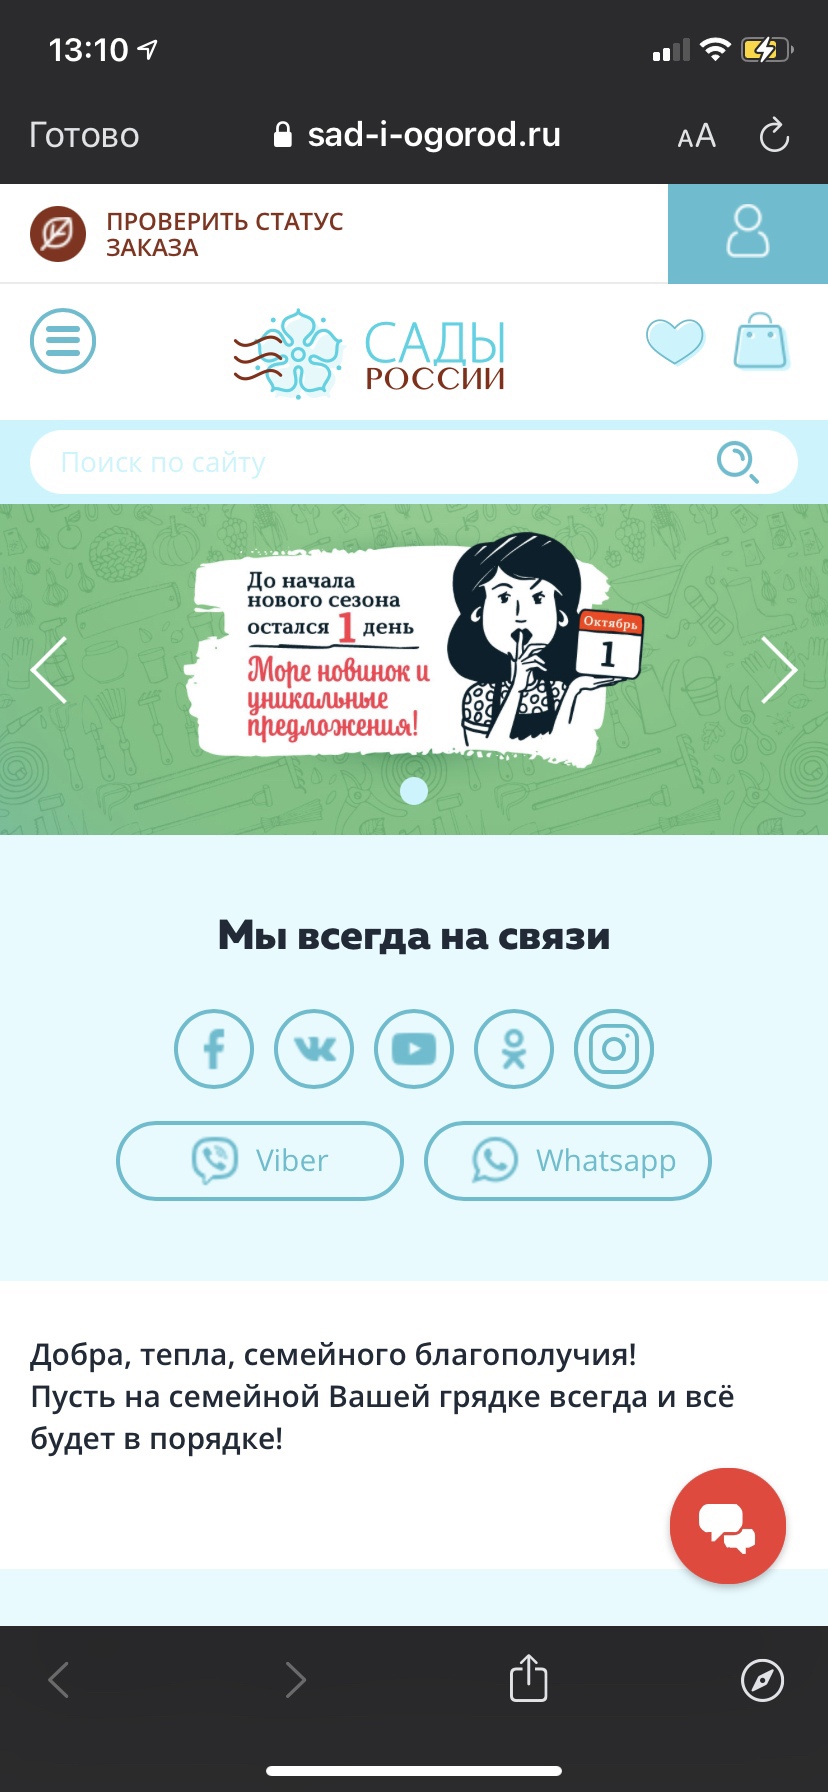 13:10
Готово
sad-i-ogorod.ru
AA
ПРОВЕРИТЬ СТАТУС
ЗАКАЗА
САДЫ
РОССИИ
Поиск по сайту
До начала
нового сезона
остался 1 день
Море новинок и
уникальные
предложения!
Октябрь
1
Мы всегда на связи
Viber
Whatsapp
Добра, тепла, семейного благополучия!
Пусть на семейной Вашей грядке всегда и всё
будет в порядке!